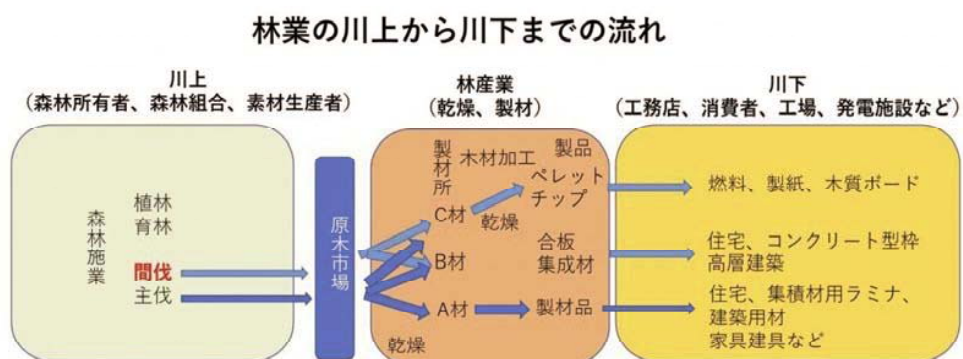 林業の川上から川下までの流れ
川上
（森林所有者、森林組合、素材生産者）
森林施業
植林
育林
間伐
主伐
原木市場
林産業
（乾燥、製材）
製材所
木材加工
製品
ペレット
チップ
C材
乾燥
B材
合板
集成材
A材
製材品
乾燥
川下
（工務店、消費者、工場、発電施設など）
燃料、製紙、木質ボード
住宅、コンクリート型枠
高層建築
住宅、集積材用ラミナ、
建築用材
家具建具など